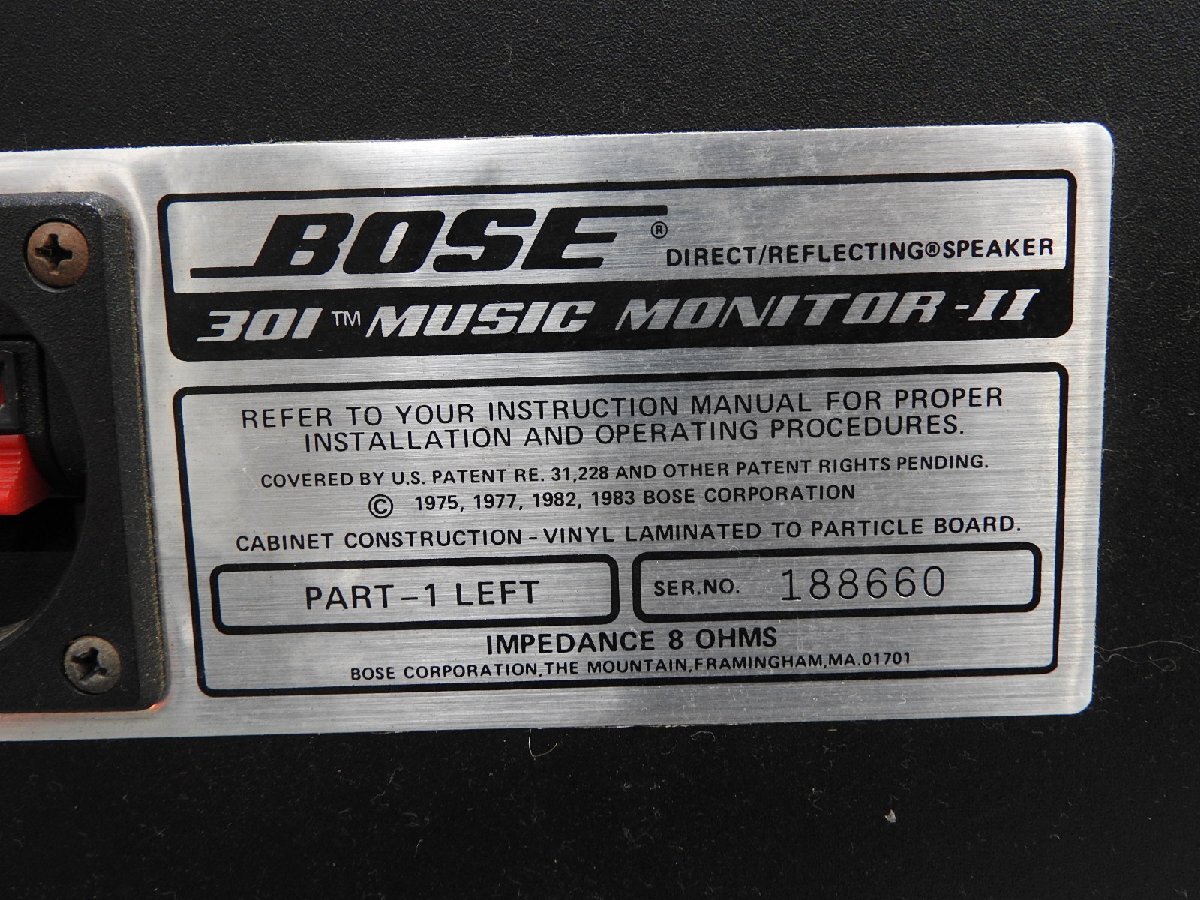 BOSE®
DIRECT/REFLECTING®SPEAKER
301™ MUSIC MONITOR-II
REFER TO YOUR INSTRUCTION MANUAL FOR PROPER
INSTALLATION AND OPERATING PROCEDURES.
COVERED BY U.S. PATENT RE. 31,228 AND OTHER PATENT RIGHTS PENDING.
© 1975, 1977, 1982, 1983 BOSE CORPORATION
CABINET CONSTRUCTION - VINYL LAMINATED TO PARTICLE BOARD.
PART-1 LEFT
SER.NO. 188660
IMPEDANCE 8 OHMS
BOSE CORPORATION,THE MOUNTAIN,FRAMINGHAM,MA.01701